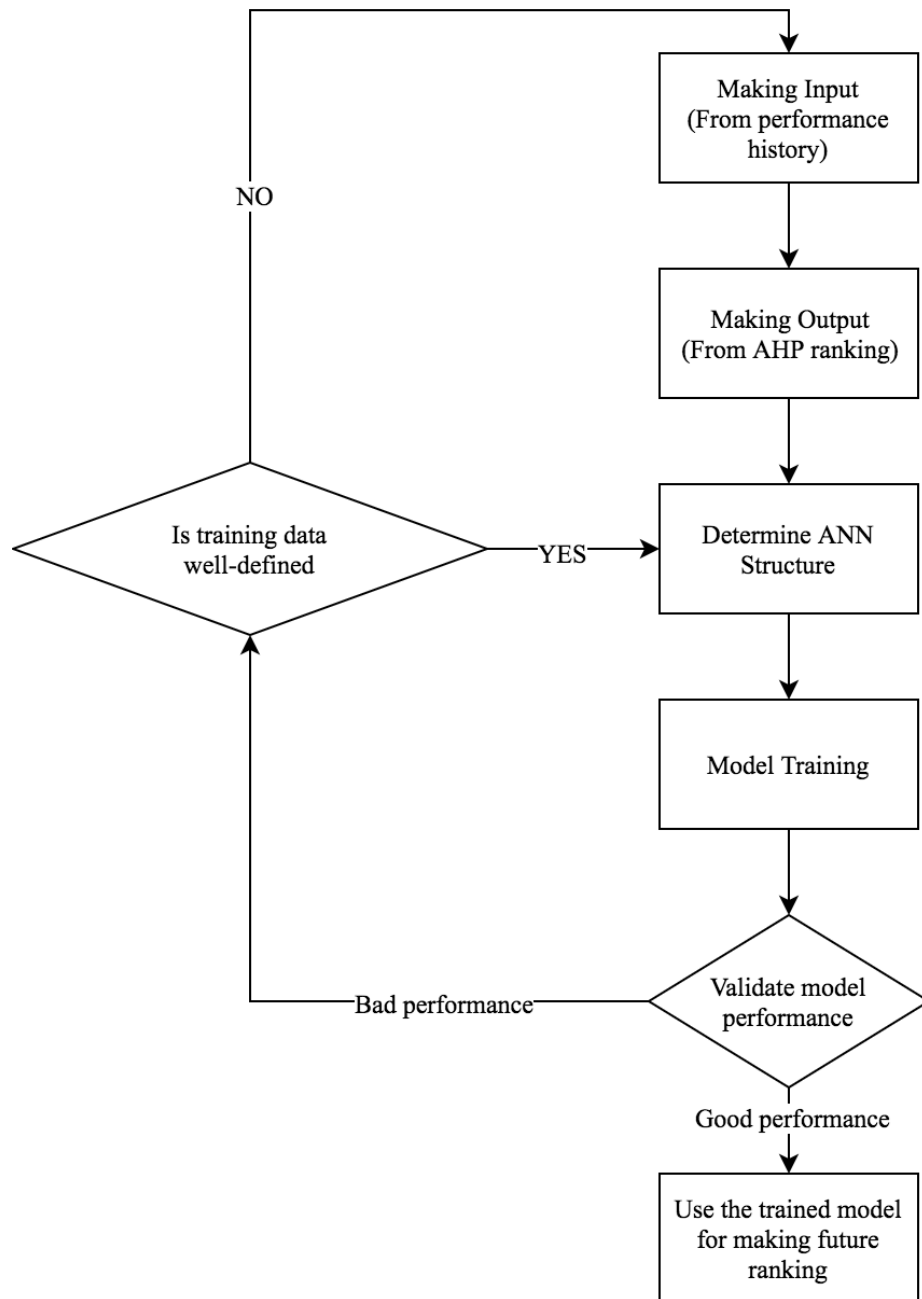 Making Input
(From performance
history)
NO
Making Output
(From AHP ranking)
Is training data
well-defined
YES
Determine ANN
Structure
Model Training
Validate model
performance
Bad performance
Good performance
Use the trained model
for making future
ranking